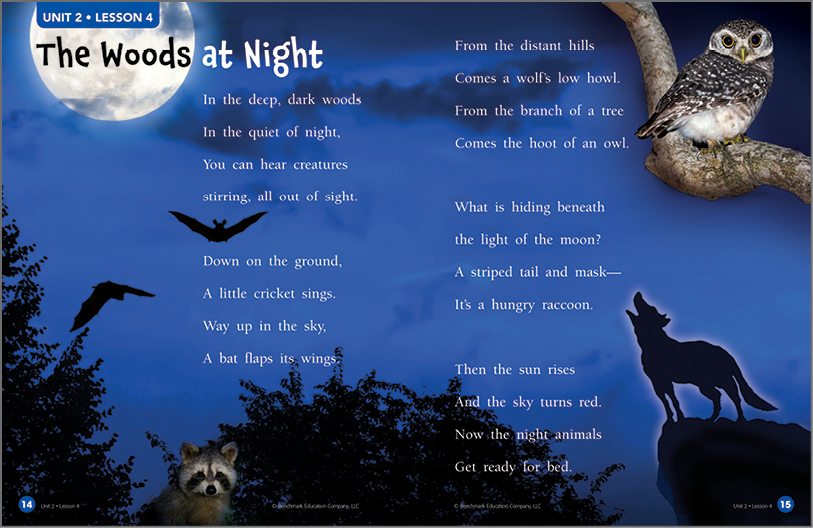 UNIT 2 • LESSON 4
The Woods at Night
In the deep, dark woods
In the quiet of night,
You can hear creatures
stirring, all out of sight.
Down on the ground,
A little cricket sings.
Way up in the sky,
A bat flaps its wings.
14
Unit 2 • Lesson 4
© Benchmark Education Company, LLC
From the distant hills
Comes a wolf's low howl.
From the branch of a tree
Comes the hoot of an owl.
What is hiding beneath
the light of the moon?
A striped tail and mask—
It's a hungry raccoon.
Then the sun rises
And the sky turns red.
Now the night animals
Get ready for bed.
© Benchmark Education Company, LLC
Unit 2 • Lesson 4
15